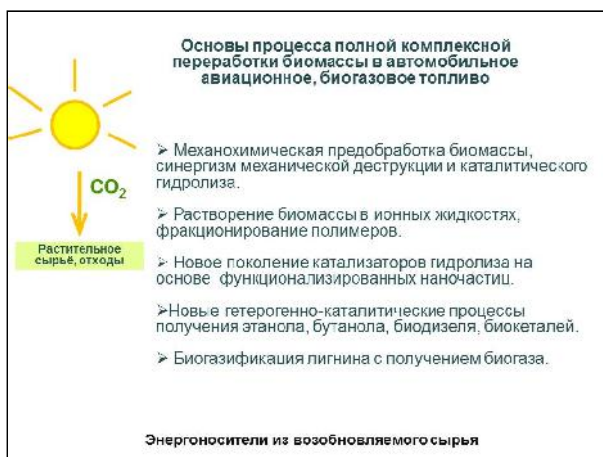 Основы процесса полной комплексной
переработки биомассы в автомобильное
авиационное, биогазовое топливо
➢ Механохимическая предобработка биомассы,
синергизм механической деструкции и каталитического
гидролиза.
CO₂
➢ Растворение биомассы в ионных жидкостях,
фракционирование полимеров.
Растительное
сырьё, отходы
➢ Новое поколение катализаторов гидролиза на
основе функционализированных наночастиц.
➢Новые гетерогенно-каталитические процессы
получения этанола, бутанола, биодизеля, биокеталей.
➢ Биогазификация лигнина с получением биогаза.
Энергоносители из возобновляемого сырья